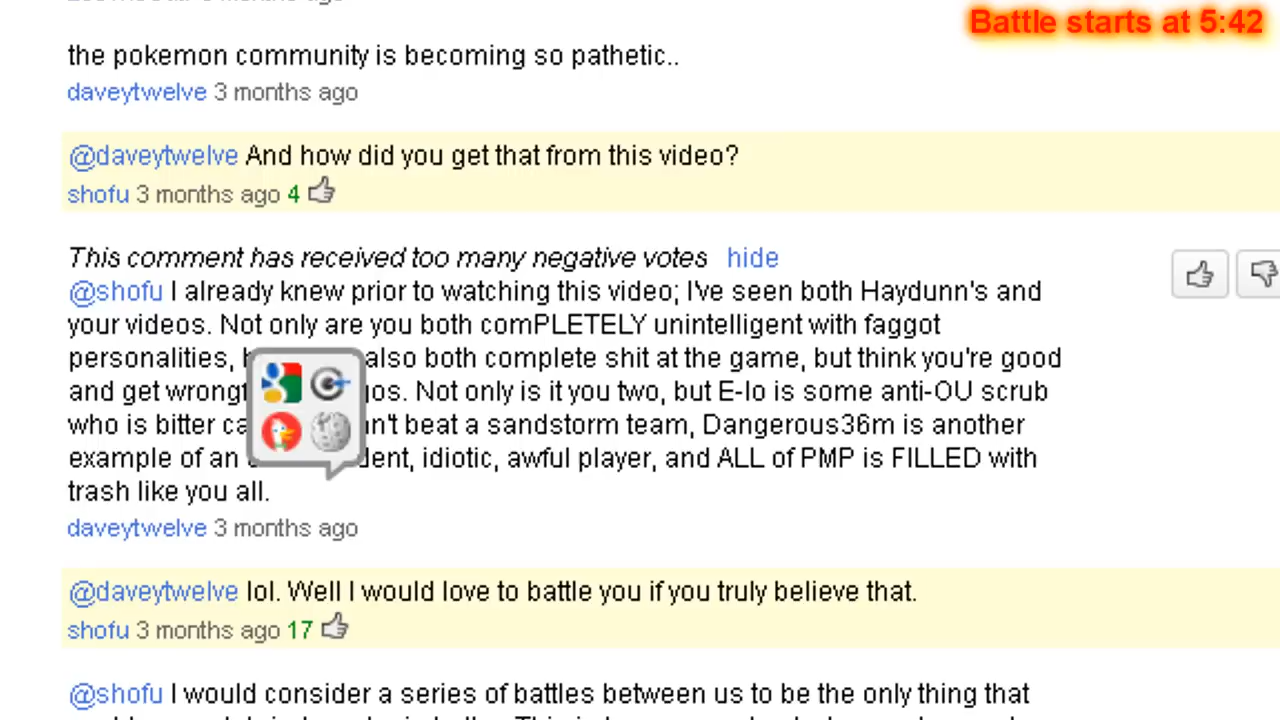 Battle starts at 5:42
the pokemon community is becoming so pathetic..
daveytwelve 3 months ago
@daveytwelve And how did you get that from this video?
shofu 3 months ago 4
This comment has received too many negative votes hide
@shofu I already knew prior to watching this video; I've seen both Haydunn's and
your videos. Not only are you both comPLETELY unintelligent with faggot
personalities, also both complete shit at the game, but think you're good
and get Not only is it you two, but E-lo is some anti-OU scrub
who is bitter beat a sandstorm team, Dangerous36m is another
example of an idiotic, awful player, and ALL of PMP is FILLED with
trash like you all.
daveytwelve 3 months ago
@daveytwelve lol. Well I would love to battle you if you truly believe that.
shofu 3 months ago 17
@shofu I would consider a series of battles between us to be the only thing that